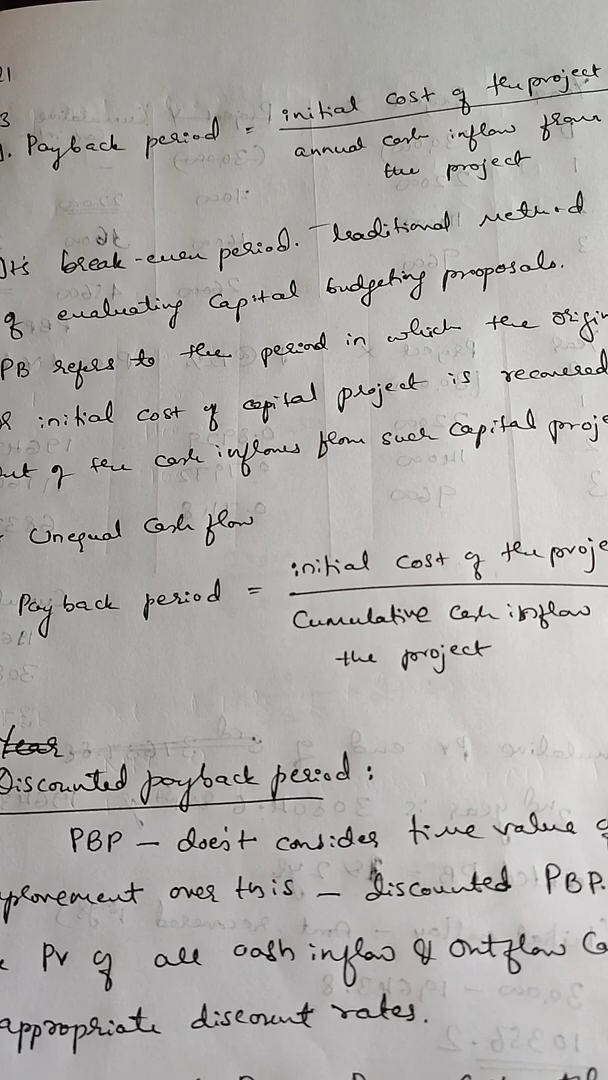 21
3
1. Payback period = initial cost of the project
annual cash inflow from
the project
It's break-even period. Traditional method
of evaluating Capital budgeting proposals.
PB refers to the period in which the origin
initial cost of capital project is recovered
out of the cash inflows from such capital proje
Unequal Cash flow
Payback period = initial cost of the proje
Cumulative cash inflow
the project
Year
Discounted payback period:
PBP – does't consider time value
over this – discounted PBP.
PV of all cash inflow & outflow Ca
appropriate discount rates.